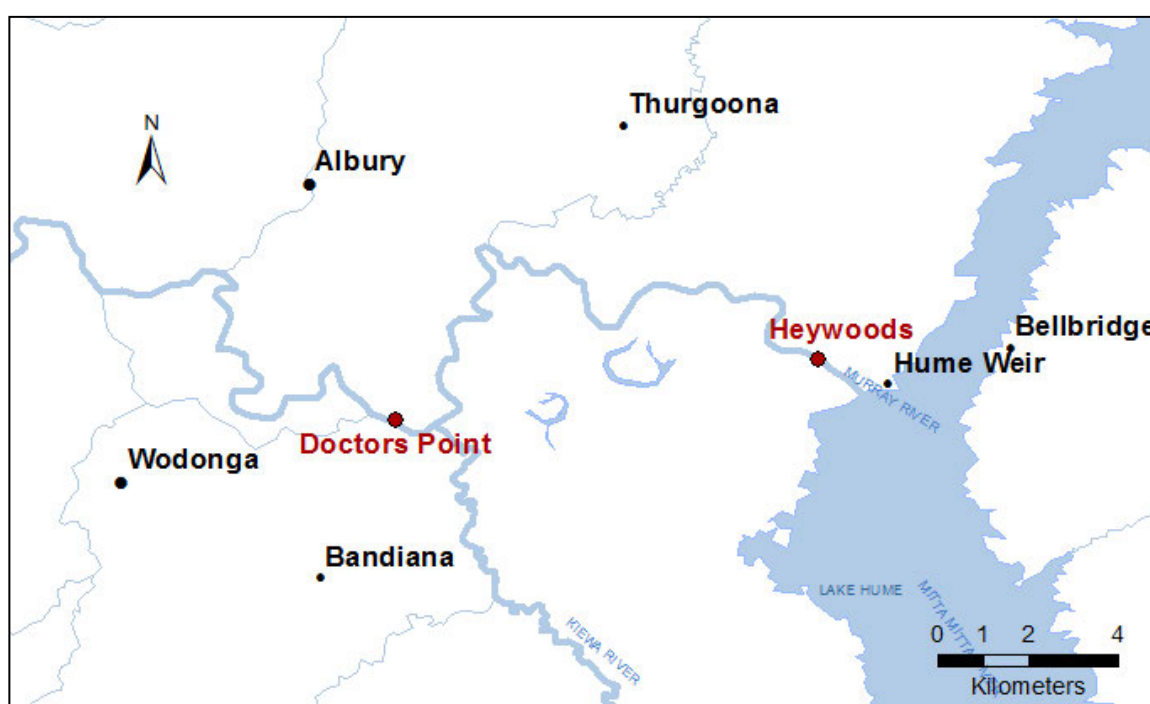 Thurgoona
N
Albury
Heywoods
Bellbridge
Hume Weir
MURRAY RIVER
Doctors Point
Wodonga
Bandiana
LAKE HUME
KIEWA RIVER
MITTA MITTA
0 1 2 4
Kilometers